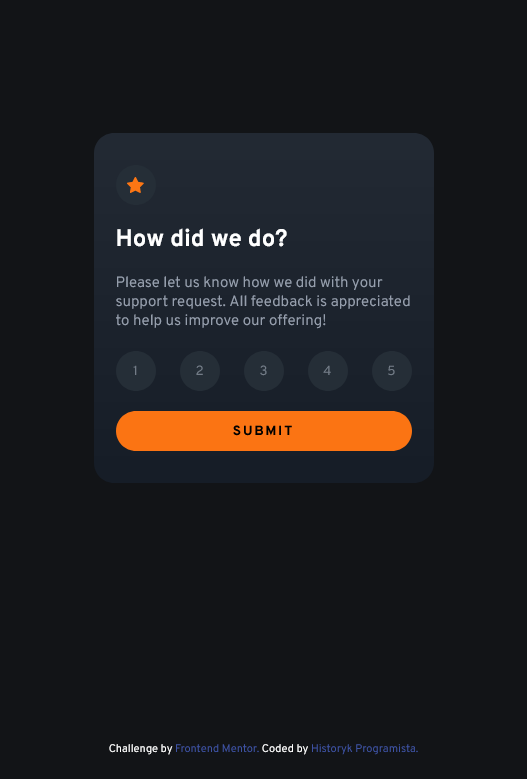 How did we do?
Please let us know how we did with your
support request. All feedback is appreciated
to help us improve our offering!
1 2 3 4 5
SUBMIT
Challenge by Frontend Mentor. Coded by Historyk Programista.